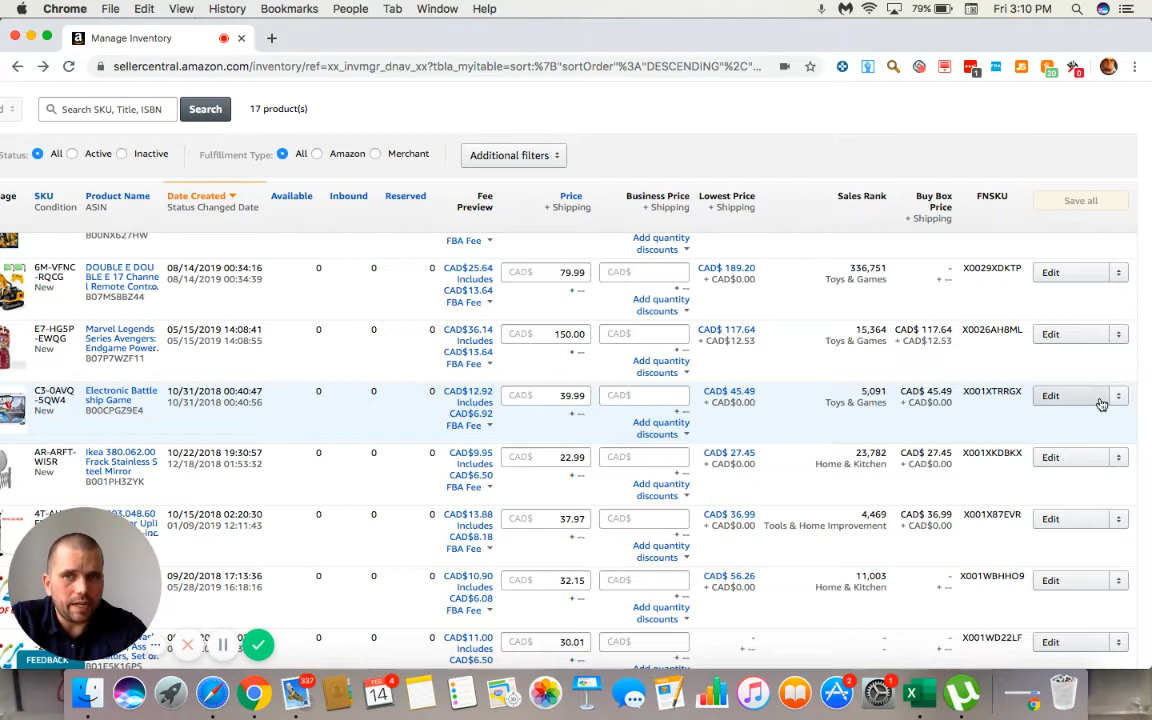 Chrome File Edit View History Bookmarks People Tab Window Help 79% Fri 3:10 PM
Manage Inventory
sellercentral.amazon.com/inventory/ref=xx_invmgr_dnav_xx?tbla_myitable=sort:%7B"sortOrder"%3A"DESCENDING"%2C"...
Search SKU, Title, ISBN Search 17 product(s)
Status: All Active Inactive Fulfillment Type: All Amazon Merchant Additional filters
age SKU Product Name Date Created Available Inbound Reserved Fee Price Business Price Lowest Price Sales Rank Buy Box FNSKU Save all
Condition ASIN Status Changed Date Preview + Shipping + Shipping + Shipping Price
+ Shipping
B00NX627HW CAD$ FBA Fee Add quantity
discounts
6M-VFNC DOUBLE E DOU 08/14/2019 00:34:16 0 0 0 CAD$25.64 CAD$ 79.99 CAD$ CAD$ 189.20 336,751 - X0029XDKTP Edit
-RQCG BLE E 17 Channe 08/14/2019 00:34:39 Includes + -- + -- + CAD$0.00 Toys & Games + --
New l Remote Contro. CAD$13.64 Add quantity
B07MS8BZ44 FBA Fee discounts
E7-HG5P Marvel Legends 05/15/2019 14:08:41 0 0 0 CAD$36.14 CAD$ 150.00 CAD$ CAD$ 117.64 15,364 CAD$ 117.64 X0026AH8ML Edit
-EWQG Series Avengers: 05/15/2019 14:08:55 Includes + -- + -- + CAD$12.53 Toys & Games + CAD$12.53
New Endgame Power. CAD$13.64 Add quantity
B07P7WZF11 FBA Fee discounts
C3-0AVQ Electronic Battle 10/31/2018 00:40:47 0 0 0 CAD$12.92 CAD$ 39.99 CAD$ CAD$ 45.49 5,091 CAD$ 45.49 X001XTRRGX Edit
-5QW4 ship Game 10/31/2018 00:40:56 Includes + -- + -- + CAD$0.00 Toys & Games + CAD$0.00
New B00CPGZ9E4 CAD$6.92 Add quantity
FBA Fee discounts
AR-ARFT- Ikea 380.062.00 10/22/2018 19:30:57 0 0 0 CAD$9.95 CAD$ 22.99 CAD$ CAD$ 27.45 23,782 CAD$ 27.45 X001XKDBKX Edit
WI5R Frack Stainless S 12/18/2018 01:53:32 Includes + -- + -- + CAD$0.00 Home & Kitchen + CAD$0.00
New teel Mirror CAD$6.50 Add quantity
B001PH3ZYK FBA Fee discounts
.093.048.60 10/15/2018 02:20:30 0 0 0 CAD$13.88 CAD$ 37.97 CAD$ CAD$ 36.99 4,469 CAD$ 36.99 X001X87EVR Edit
r Upli 01/09/2019 12:11:43 Includes + -- + -- + CAD$0.00 Tools & Home Improvement + CAD$0.00
CAD$8.18 Add quantity
FBA Fee discounts
09/20/2018 17:13:36 0 0 0 CAD$10.90 CAD$ 32.15 CAD$ CAD$ 56.26 11,003 - X001WBHHO9 Edit
05/28/2019 16:18:16 Includes + -- + -- + CAD$0.00 Home & Kitchen + --
CAD$6.08 Add quantity
FBA Fee discounts
0 0 0 CAD$11.00 CAD$ 30.01 CAD$ - - - X001WD22LF Edit
Includes + -- + -- + -- - + --
CAD$6.50 Add quantity
FEEDBACK B01ESK16PS
337 FEB 14 4 2 1